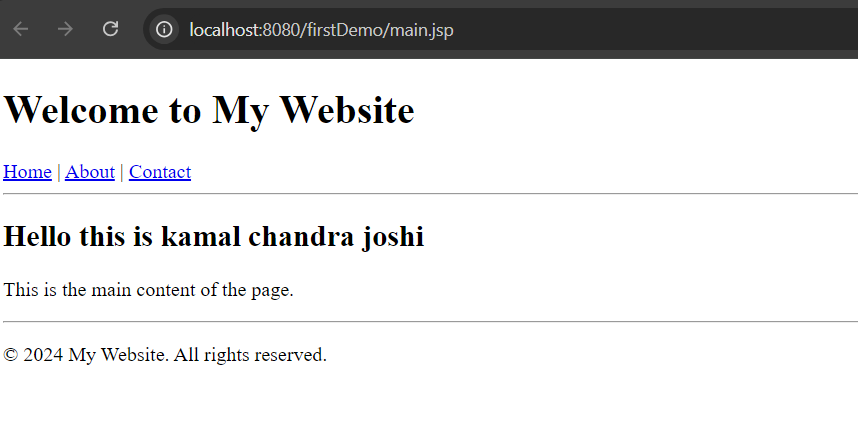 localhost:8080/firstDemo/main.jsp
Welcome to My Website
Home | About | Contact
Hello this is kamal chandra joshi
This is the main content of the page.
© 2024 My Website. All rights reserved.